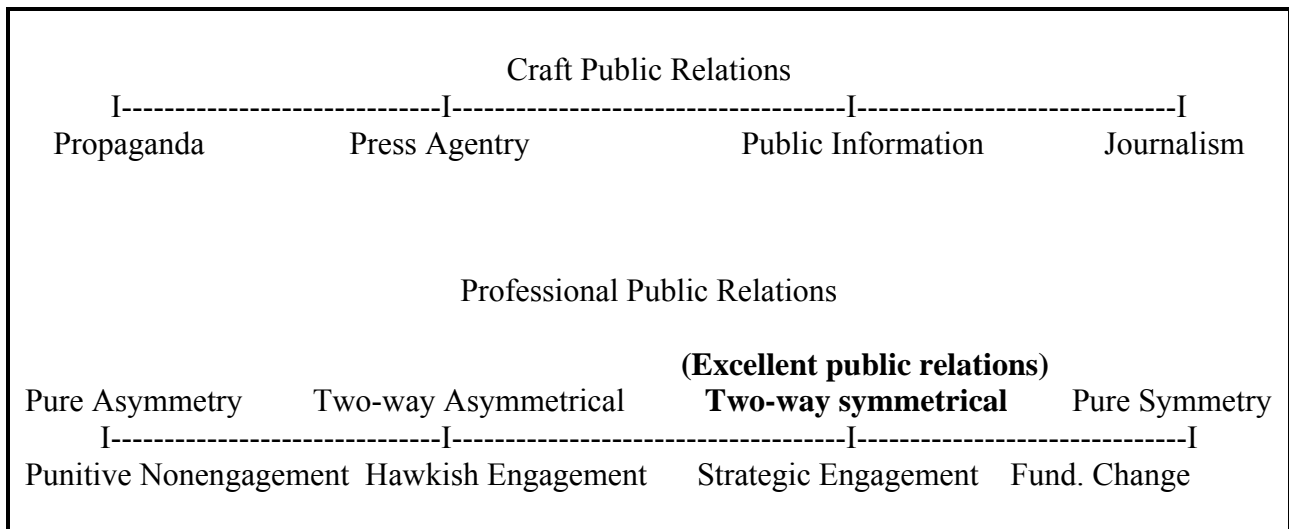 Craft Public Relations
I------------------------------I-------------------------------------I------------------------------I
Propaganda Press Agentry Public Information Journalism
Professional Public Relations
(Excellent public relations)
Pure Asymmetry Two-way Asymmetrical Two-way symmetrical Pure Symmetry
I-------------------------------I-------------------------------------I-------------------------------I
Punitive Nonengagement Hawkish Engagement Strategic Engagement Fund. Change